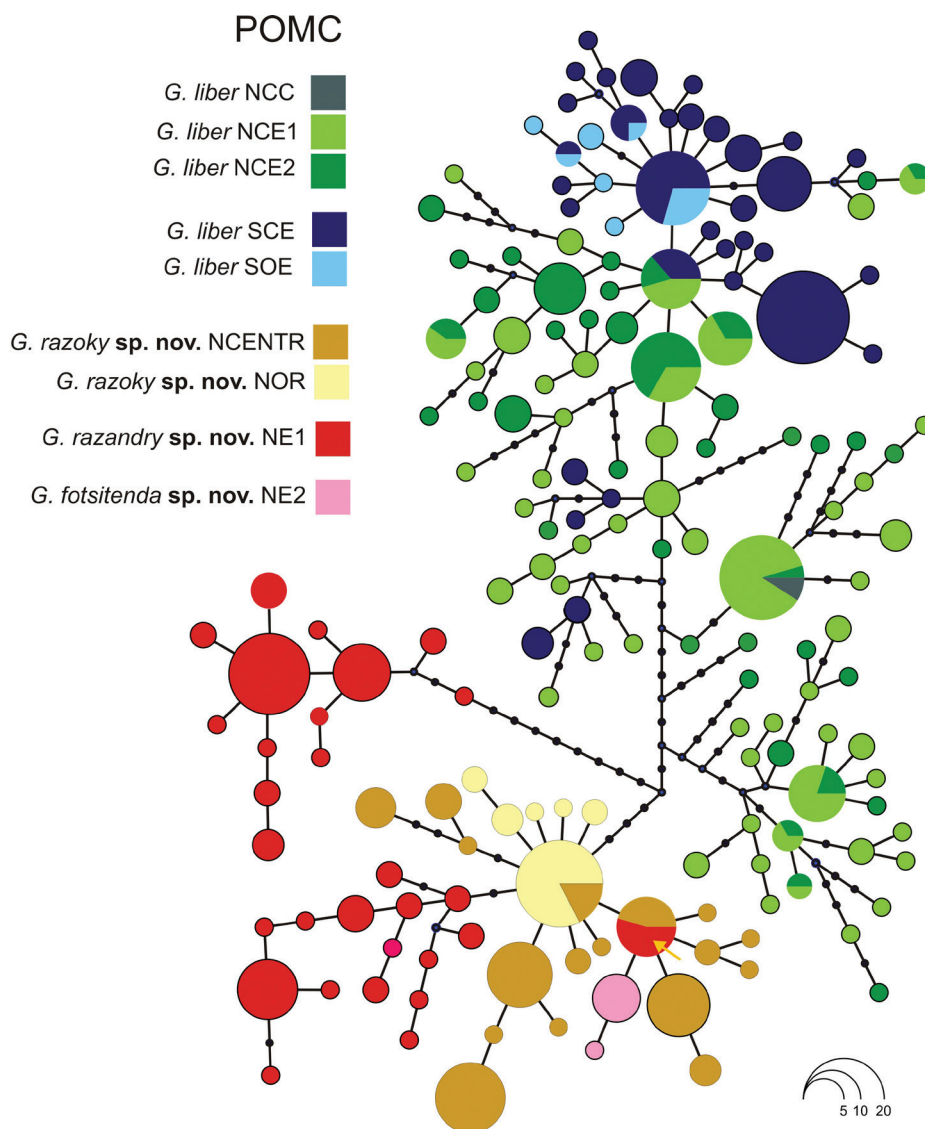 POMC
G. liber NCC
G. liber NCE1
G. liber NCE2
G. liber SCE
G. liber SOE
G. razoky sp. nov. NCENTR
G. razoky sp. nov. NOR
G. razandry sp. nov. NE1
G. fotsitenda sp. nov. NE2
5 10 20